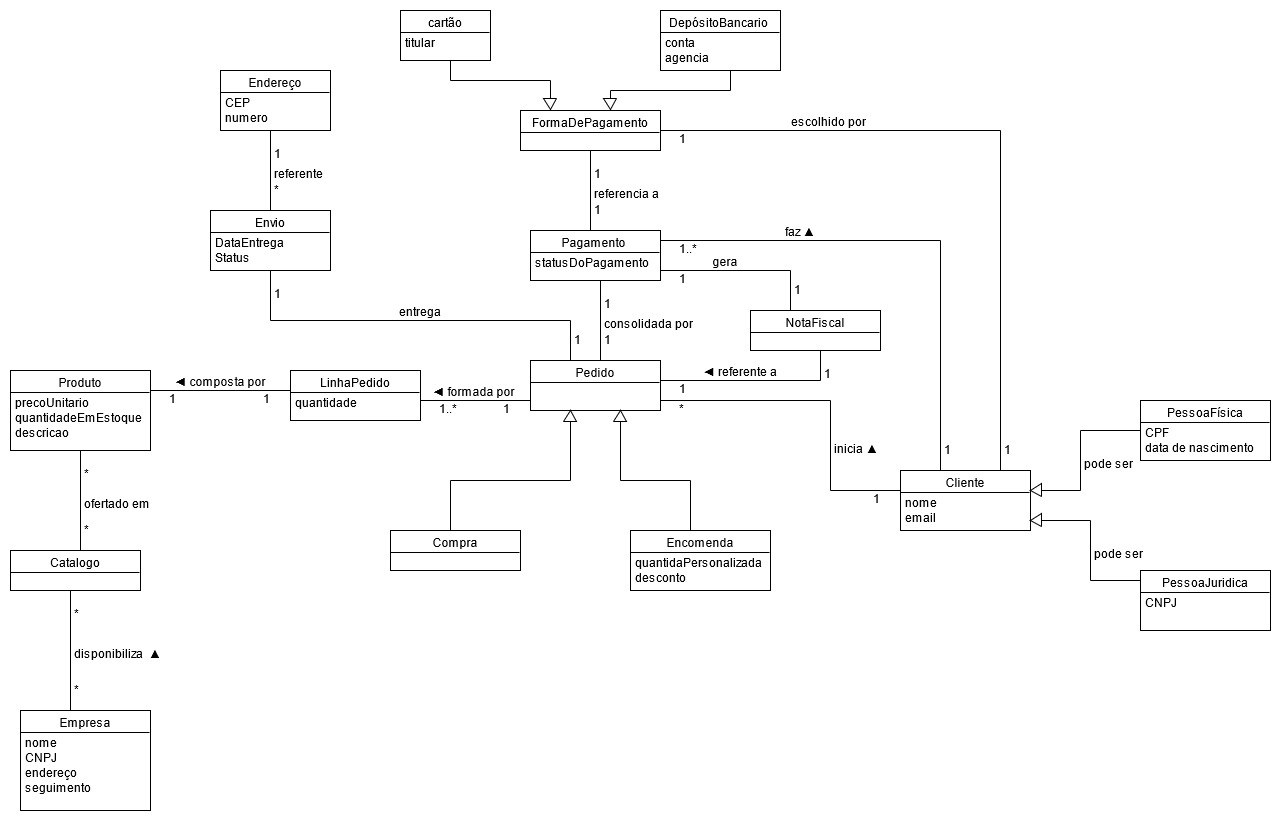 cartão
titular
DepósitoBancario
conta
agencia
Endereço
CEP
numero
FormaDePagamento
escolhido por
1
1
referente
*
1
referencia a
1
Envio
DataEntrega
Status
Pagamento
statusDoPagamento
faz ▲
1..*
gera
1
1
1
entrega
1
1
consolidada por
1
NotaFiscal
Produto
precoUnitario
quantidadeEmEstoque
descricao
◄ composta por
1
1
LinhaPedido
quantidade
◄ formada por
1..*
1
Pedido
◄ referente a
1
1
*
inicia ▲
1
1
1
PessoaFísica
CPF
data de nascimento
pode ser
Cliente
nome
email
*
ofertado em
*
Compra
Encomenda
quantidaPersonalizada
desconto
pode ser
PessoaJuridica
CNPJ
Catalogo
*
disponibiliza ▲
*
Empresa
nome
CNPJ
endereço
seguimento